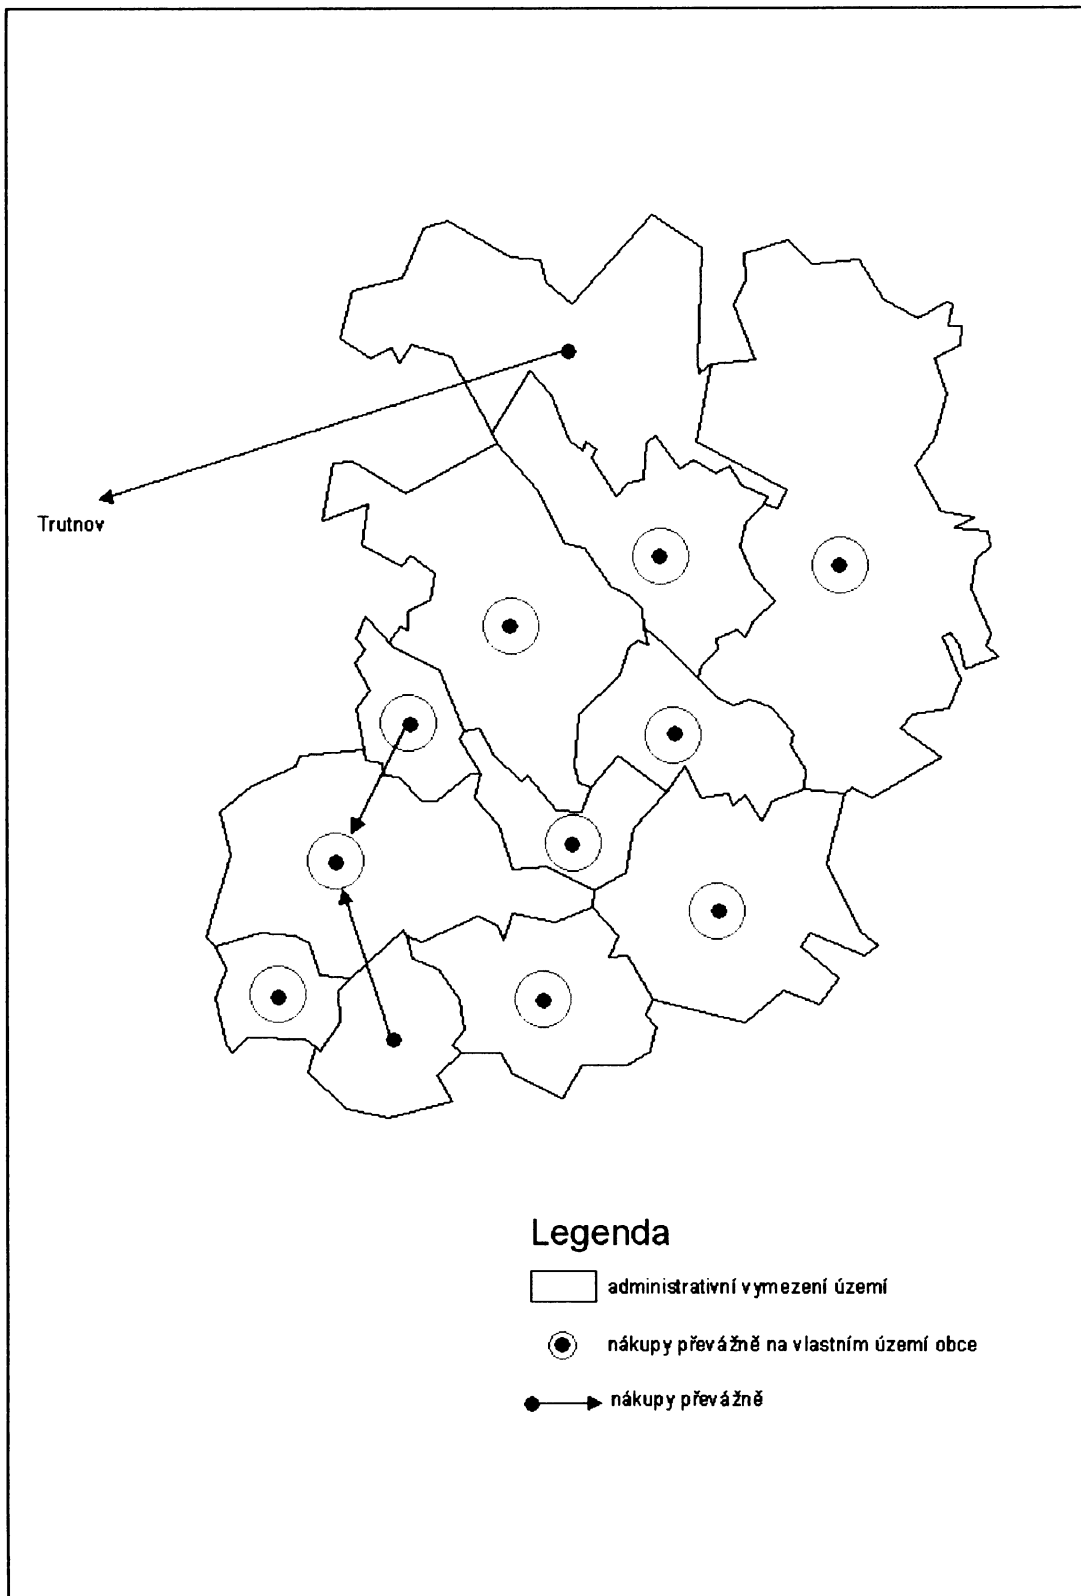 Trutnov
Legenda
administrativní vymezení území
nákupy převážně na vlastním území obce
nákupy převážně